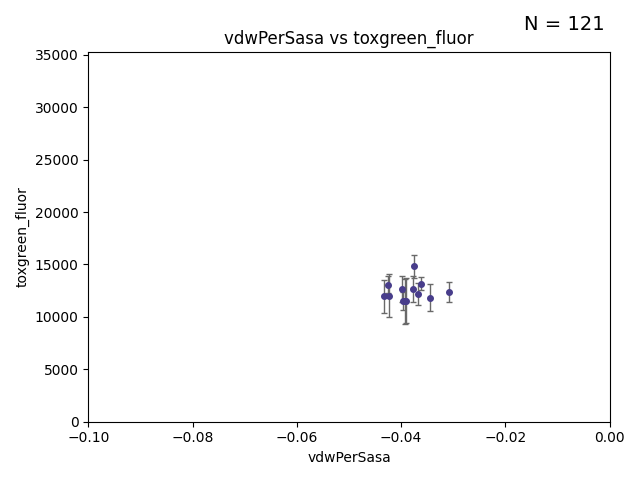 N = 121
vdwPerSasa vs toxgreen_fluor
35000
30000
25000
20000
15000
10000
5000
0
toxgreen_fluor
−0.10 −0.08 −0.06 −0.04 −0.02 0.00
vdwPerSasa